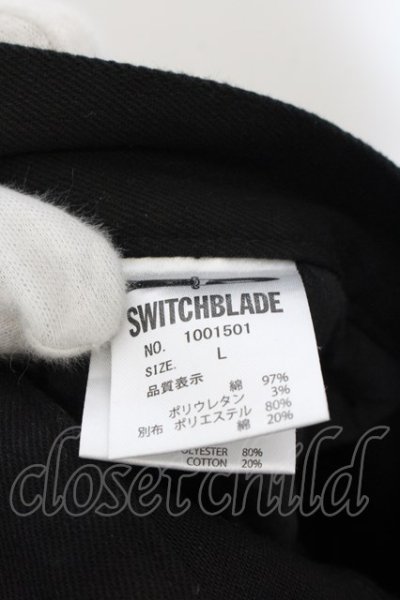 SWITCHBLADE
NO. 1001501
SIZE. L
品質表示 綿 97%
ポリウレタン 3%
別布 ポリエステル 80%
綿 20%
POLYESTER 80%
COTTON 20%
closet child